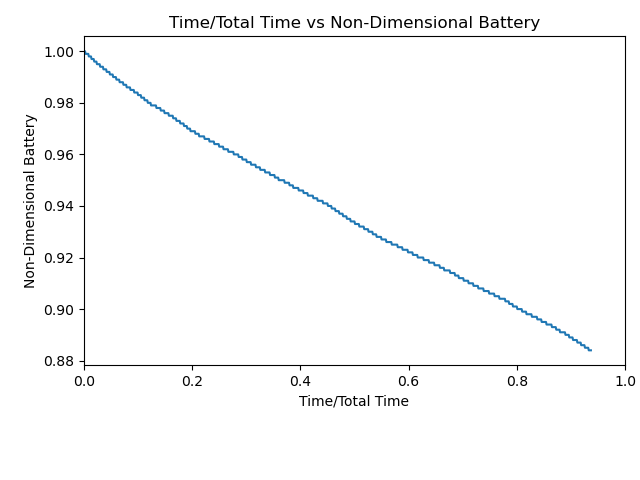 Time/Total Time vs Non-Dimensional Battery
1.00
0.98
0.96
0.94
0.92
0.90
0.88
Non-Dimensional Battery
0.0 0.2 0.4 0.6 0.8 1.0
Time/Total Time